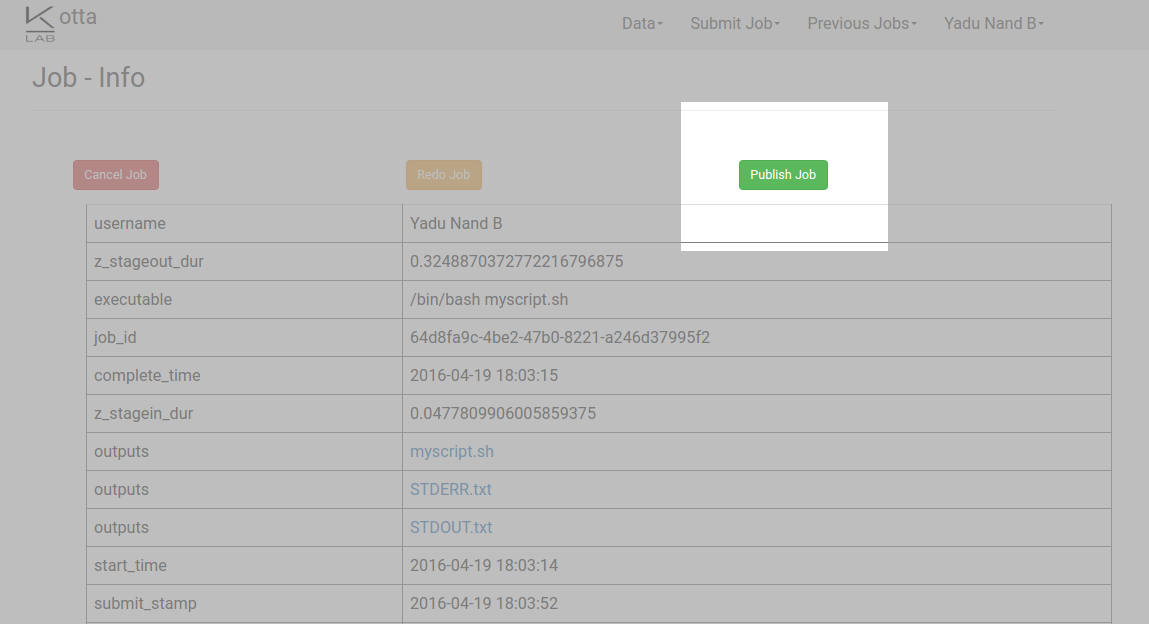 K otta
LAB
Data Submit Job Previous Jobs Yadu Nand B
Job - Info
Cancel Job Redo Job Publish Job
username Yadu Nand B
z_stageout_dur 0.3248870372772216796875
executable /bin/bash myscript.sh
job_id 64d8fa9c-4be2-47b0-8221-a246d37995f2
complete_time 2016-04-19 18:03:15
z_stagein_dur 0.0477809906005859375
outputs myscript.sh
outputs STDERR.txt
outputs STDOUT.txt
start_time 2016-04-19 18:03:14
submit_stamp 2016-04-19 18:03:52